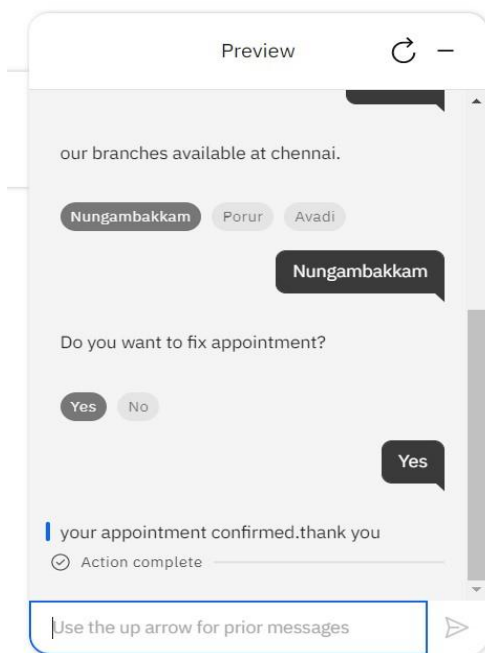 Preview
our branches available at chennai.
Nungambakkam Porur Avadi
Nungambakkam
Do you want to fix appointment?
Yes No
Yes
your appointment confirmed.thank you
Action complete
Use the up arrow for prior messages